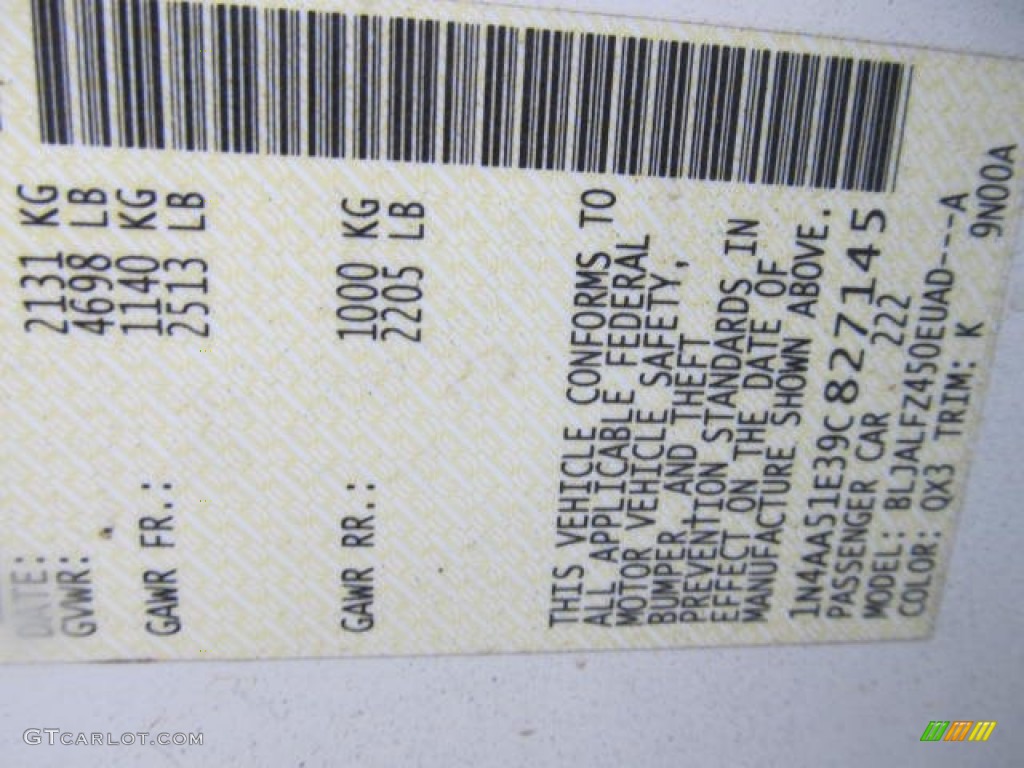 DATE:
2131 KG
GVWR: 4698 LB
1140 KG
GAWR FR.: 2513 LB
1000 KG
GAWR RR.: 2205 LB
THIS VEHICLE CONFORMS TO
ALL APPLICABLE FEDERAL
MOTOR VEHICLE SAFETY,
BUMPER AND THEFT
PREVENTION STANDARDS IN
EFFECT ON THE DATE OF
MANUFACTURE SHOWN ABOVE.
1N4AA51E39C827145
PASSENGER CAR
MODEL: BLJALFZ450EUAD---A
222
COLOR: QX3 TRIM: K
9N00A
GTCARLOT.COM